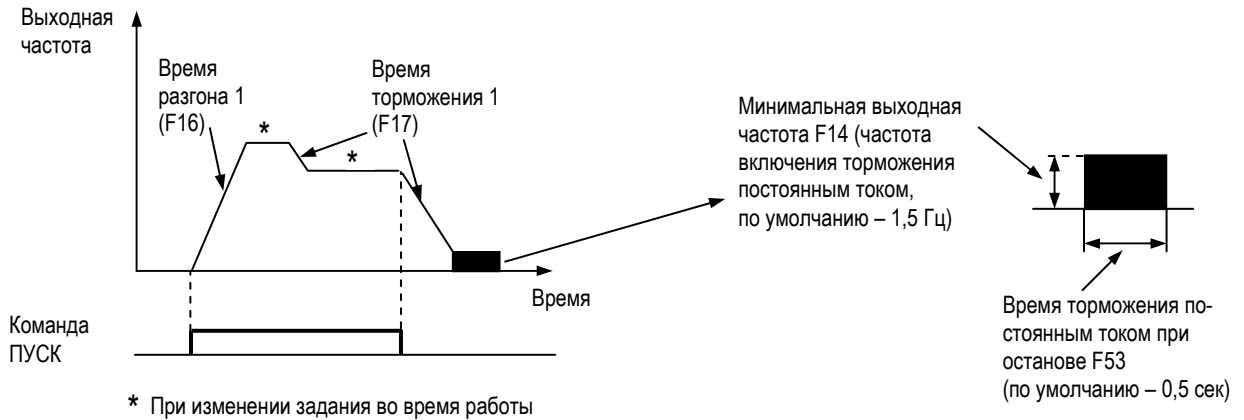 Выходная
частота
Время
разгона 1
(F16)
Время
торможения 1
(F17)
*
*
Время
Команда
ПУСК
* При изменении задания во время работы
Минимальная выходная
частота F14 (частота
включения торможения
постоянным током,
по умолчанию – 1,5 Гц)
Время торможения по-
стоянным током при
останове F53
(по умолчанию – 0,5 сек)